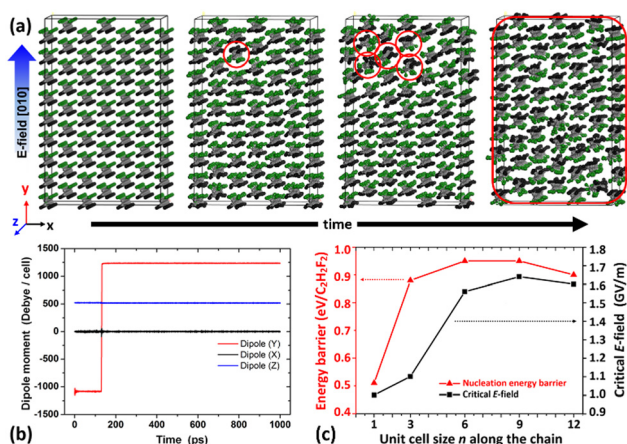 (a)
E-field [010]
y
z
x
time
1500
1000
500
0
-500
-1000
-1500
Dipole moment (Debye / cell)
Dipole (Y)
Dipole (X)
Dipole (Z)
0 200 400 600 800 1000
Time (ps)
(b)
1.0
0.9
0.8
0.7
0.6
0.5
0.4
Energy barrier (eV/C2H2F2)
1.8
1.7
1.6
1.5
1.4
1.3
1.2
1.1
1.0
0.9
Critical E-field (GV/m)
Nucleation energy barrier
Critical E-field
1 3 6 9 12
Unit cell size n along the chain
(c)